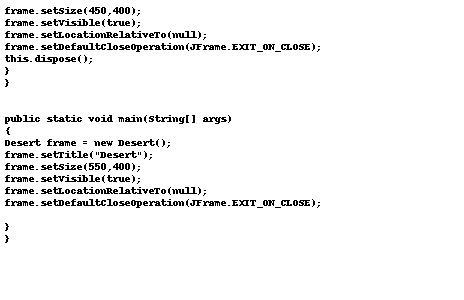 frame.setSize(450,400);
frame.setVisible(true);
frame.setLocationRelativeTo(null);
frame.setDefaultCloseOperation(JFrame.EXIT_ON_CLOSE);
this.dispose();
}
}
public static void main(String[] args)
{
Desert frame = new Desert();
frame.setTitle("Desert");
frame.setSize(550,400);
frame.setVisible(true);
frame.setLocationRelativeTo(null);
frame.setDefaultCloseOperation(JFrame.EXIT_ON_CLOSE);
}
}